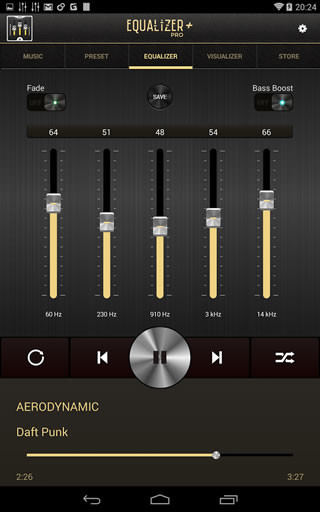 20:24
EQUALIZER +
PRO
MUSIC PRESET EQUALIZER VISUALIZER STORE
Fade Bass Boost
OFF SAVE OFF
64 51 48 54 66
60 Hz 230 Hz 910 Hz 3 kHz 14 kHz
AERODYNAMIC
Daft Punk
2:26 3:27